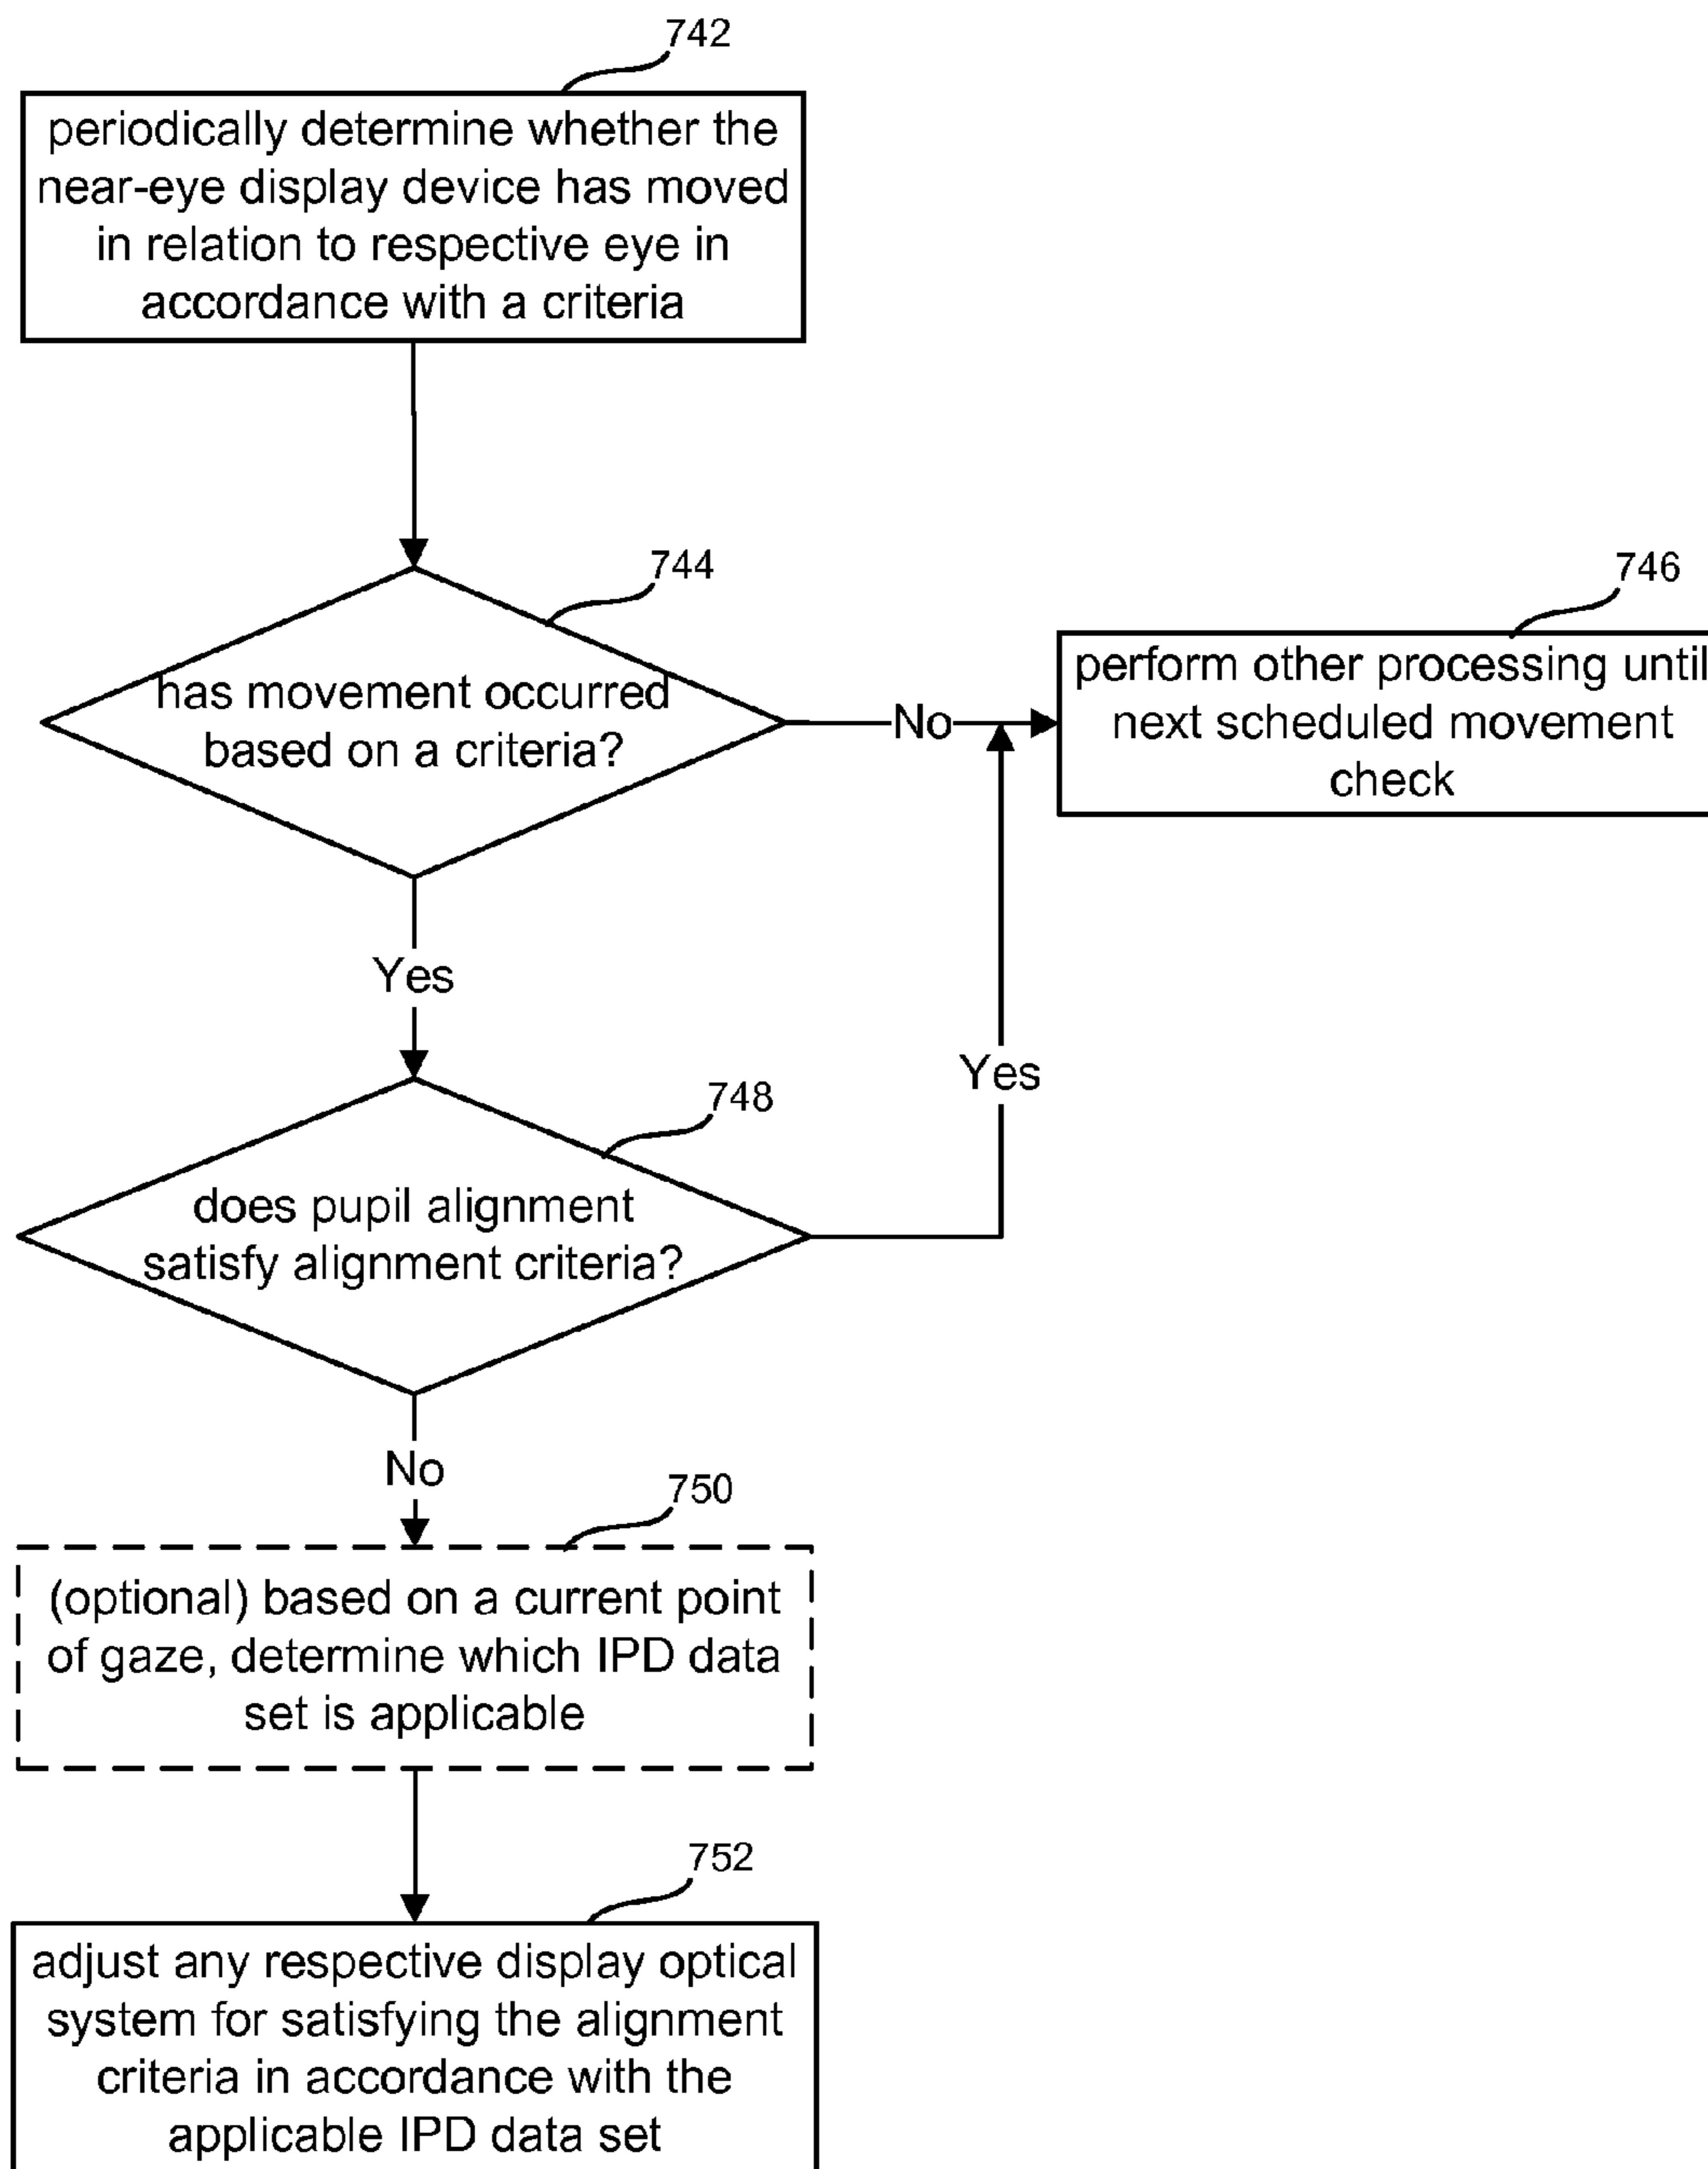 742
periodically determine whether the
near-eye display device has moved
in relation to respective eye in
accordance with a criteria
744
has movement occurred
based on a criteria?
No
746
perform other processing until
next scheduled movement
check
Yes
Yes
748
does pupil alignment
satisfy alignment criteria?
No
750
(optional) based on a current point
of gaze, determine which IPD data
set is applicable
752
adjust any respective display optical
system for satisfying the alignment
criteria in accordance with the
applicable IPD data set